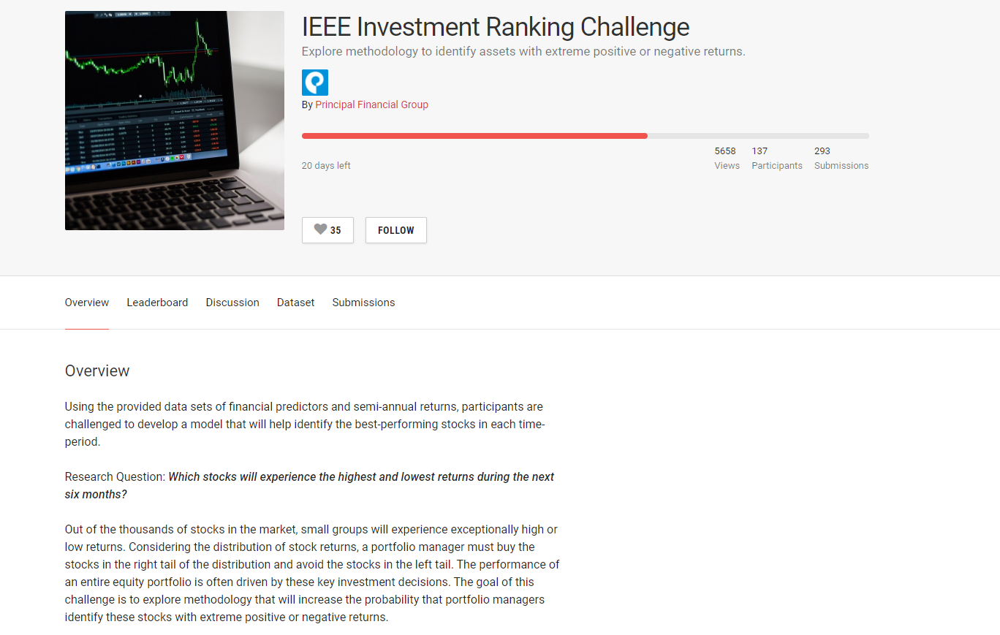 IEEE Investment Ranking Challenge
Explore methodology to identify assets with extreme positive or negative returns.
By Principal Financial Group
5658 137 293
20 days left Views Participants Submissions
35 FOLLOW
Overview Leaderboard Discussion Dataset Submissions
Overview
Using the provided data sets of financial predictors and semi-annual returns, participants are
challenged to develop a model that will help identify the best-performing stocks in each time-
period.
Research Question: Which stocks will experience the highest and lowest returns during the next
six months?
Out of the thousands of stocks in the market, small groups will experience exceptionally high or
low returns. Considering the distribution of stock returns, a portfolio manager must buy the
stocks in the right tail of the distribution and avoid the stocks in the left tail. The performance of
an entire equity portfolio is often driven by these key investment decisions. The goal of this
challenge is to explore methodology that will increase the probability that portfolio managers
identify these stocks with extreme positive or negative returns.